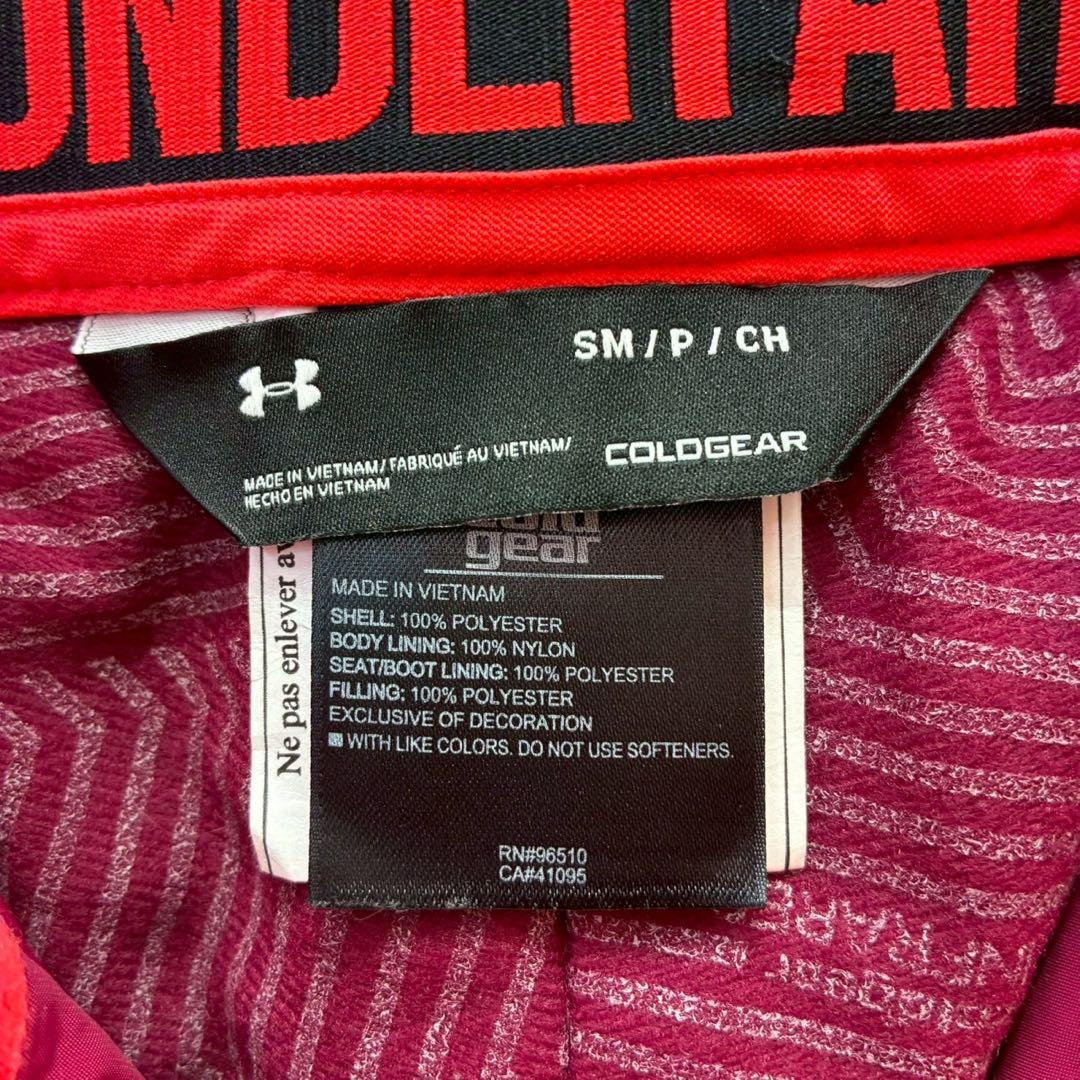 SM / P / CH
MADE IN VIETNAM / FABRIQUÉ AU VIETNAM/
HECHO EN VIETNAM
COLDGEAR
gear
MADE IN VIETNAM
SHELL: 100% POLYESTER
BODY LINING: 100% NYLON
SEAT/BOOT LINING: 100% POLYESTER
FILLING: 100% POLYESTER
EXCLUSIVE OF DECORATION
WITH LIKE COLORS. DO NOT USE SOFTENERS.
RN#96510
CA#41095
Ne pas enlever